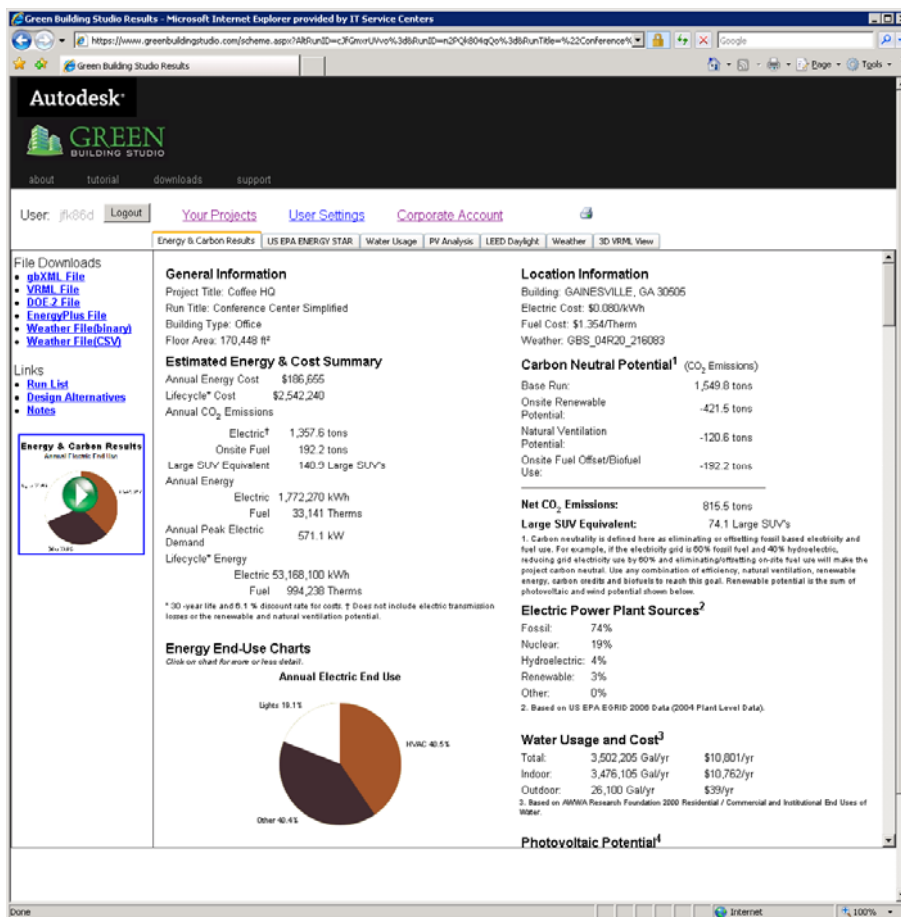 Green Building Studio Results - Microsoft Internet Explorer provided by IT Service Centers
Google
Green Building Studio Results
Page
Tools
Autodesk
GREEN
BUILDING STUDIO
about tutorial downloads support
User: jfk86d Logout Your Projects User Settings Corporate Account
Energy & Carbon Results US EPA ENERGY STAR Water Usage PV Analysis LEED Daylight Weather 3D VRML View
File Downloads
• gbXML File
• VRML File
• DOE.2 File
• EnergyPlus File
• Weather File(binary)
• Weather File(CSV)
Links
• Run List
• Design Alternatives
• Notes
Energy & Carbon Results
Annual Electric End Use
General Information
Project Title: Coffee HQ
Run Title: Conference Center Simplified
Building Type: Office
Floor Area: 170,448 ft²
Estimated Energy & Cost Summary
Annual Energy Cost $186,655
Lifecycle* Cost $2,542,240
Annual CO₂ Emissions
Electric† 1,357.6 tons
Onsite Fuel 192.2 tons
Large SUV Equivalent 140.9 Large SUV's
Annual Energy
Electric 1,772,270 kWh
Fuel 33,141 Therms
Annual Peak Electric
Demand 571.1 kW
Lifecycle* Energy
Electric 53,168,100 kWh
Fuel 994,238 Therms
* 30 -year life and 6.1 % discount rate for costs. † Does not include electric transmission
losses or the renewable and natural ventilation potential.
Energy End-Use Charts
Click on chart for more or less detail.
Annual Electric End Use
Lights 19.1%
HVAC 40.5%
Other 40.4%
Location Information
Building: GAINESVILLE, GA 30505
Electric Cost: $0.080/kWh
Fuel Cost: $1.354/Therm
Weather: GBS_04R20_216083
Carbon Neutral Potential¹ (CO₂ Emissions)
Base Run: 1,549.8 tons
Onsite Renewable
Potential: -421.5 tons
Natural Ventilation
Potential: -120.6 tons
Onsite Fuel Offset/Biofuel
Use: -192.2 tons
Net CO₂ Emissions: 815.5 tons
Large SUV Equivalent: 74.1 Large SUV's
1. Carbon neutrality is defined here as eliminating or offsetting fossil based electricity and
fuel use. For example, if the electricity grid is 60% fossil fuel and 40% hydroelectric,
reducing grid electricity use by 60% and eliminating/offsetting on-site fuel use will make the
project carbon neutral. Use any combination of efficiency, natural ventilation, renewable
energy, carbon credits and biofuels to reach this goal. Renewable potential is the sum of
photovoltaic and wind potential shown below.
Electric Power Plant Sources²
Fossil: 74%
Nuclear: 19%
Hydroelectric: 4%
Renewable: 3%
Other: 0%
2. Based on US EPA EGRID 2006 Data (2004 Plant Level Data).
Water Usage and Cost³
Total: 3,502,205 Gal/yr $10,801/yr
Indoor: 3,476,105 Gal/yr $10,762/yr
Outdoor: 26,100 Gal/yr $39/yr
3. Based on AWWA Research Foundation 2000 Residential / Commercial and Institutional End Uses of
Water.
Photovoltaic Potential⁴
Done
Internet
100%